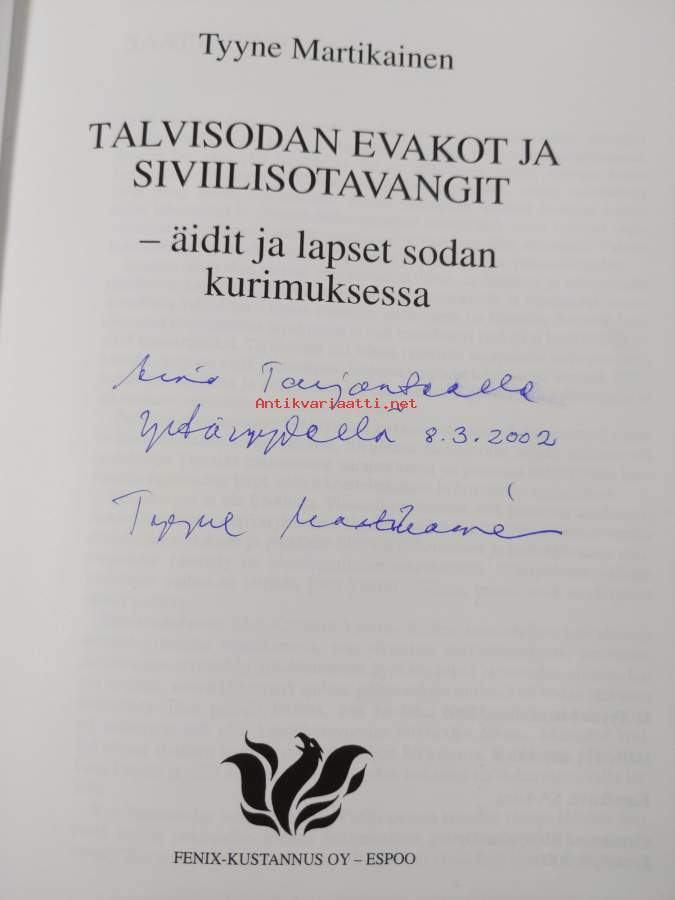 Tyyne Martikainen
TALVISODAN EVAKOT JA
SIVIILISOTAVANGIT
– äidit ja lapset sodan
kurimuksessa
Antikvariaatti.net
Ystävyydellä 8.3.2002
Tyyne Martikainen
FENIX-KUSTANNUS OY – ESPOO